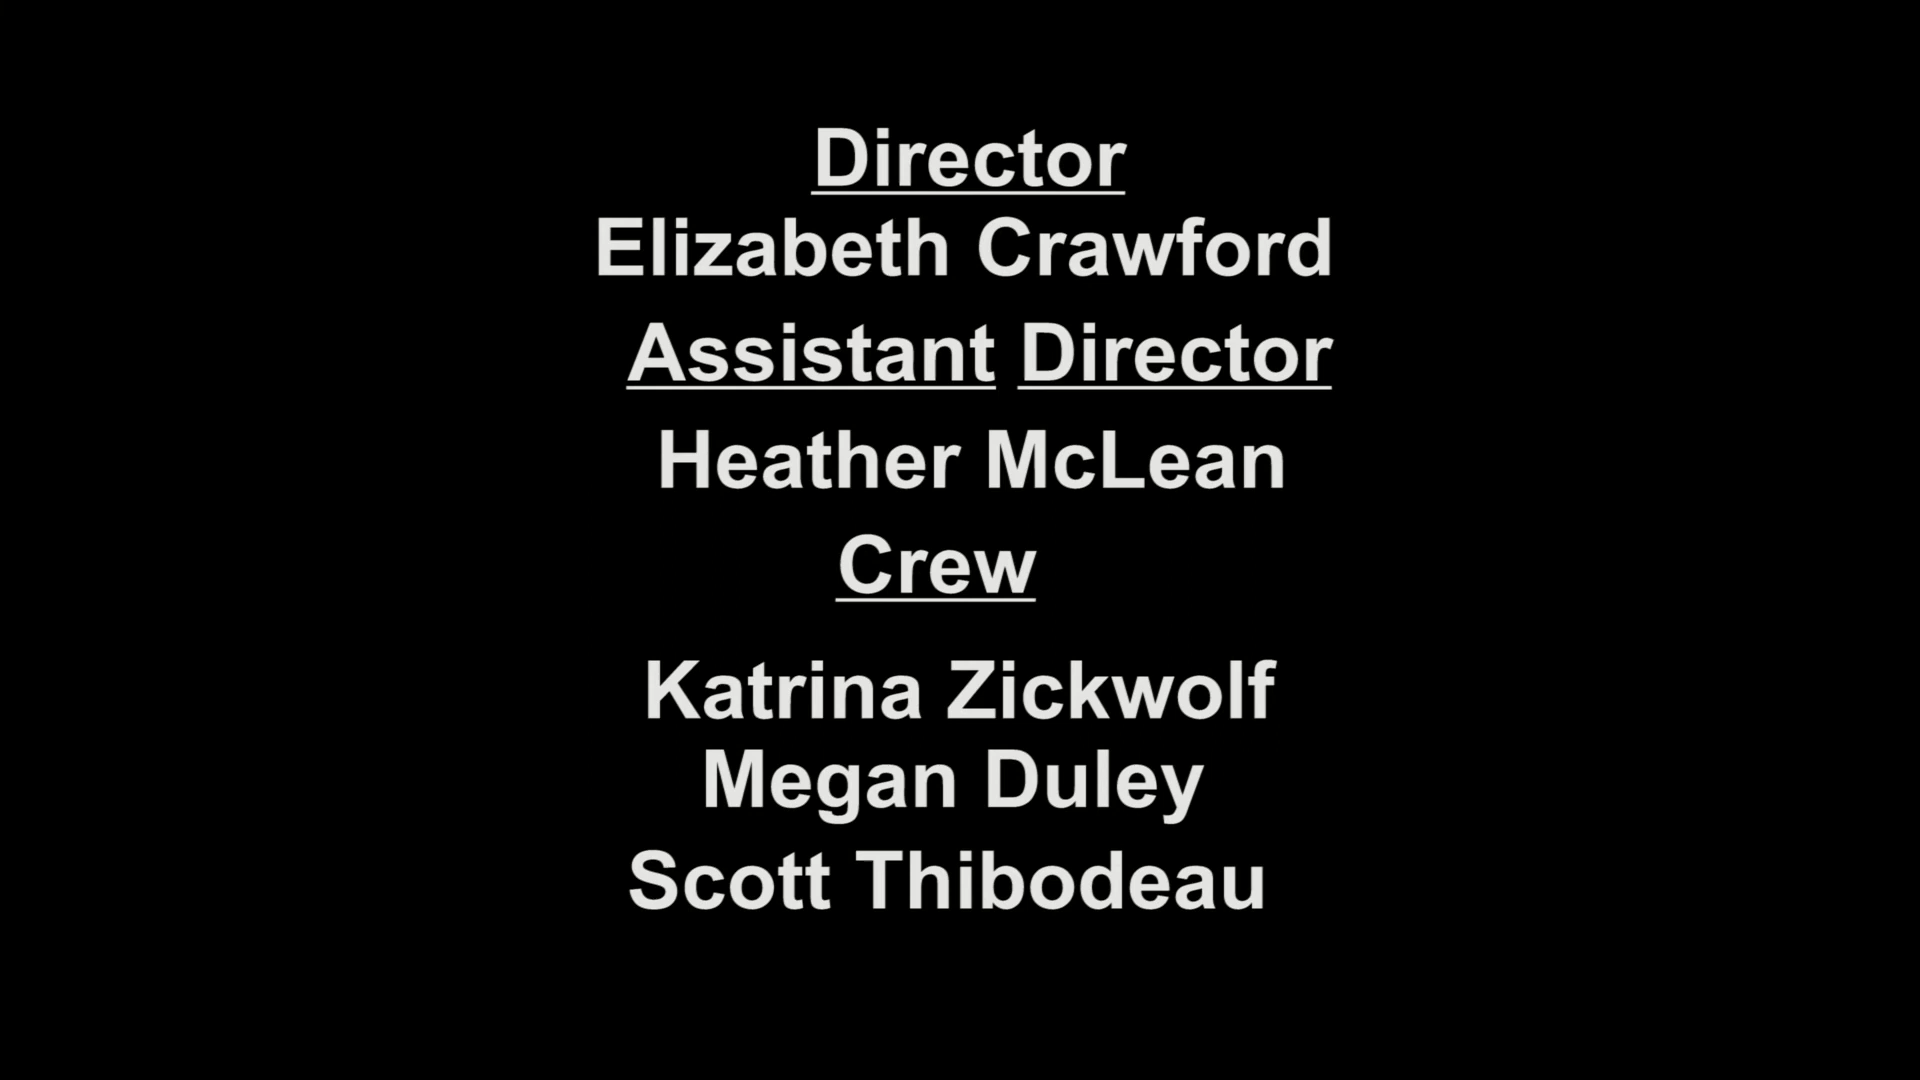 Director
Elizabeth Crawford
Assistant Director
Heather McLean
Crew
Katrina Zickwolf
Megan Duley
Scott Thibodeau